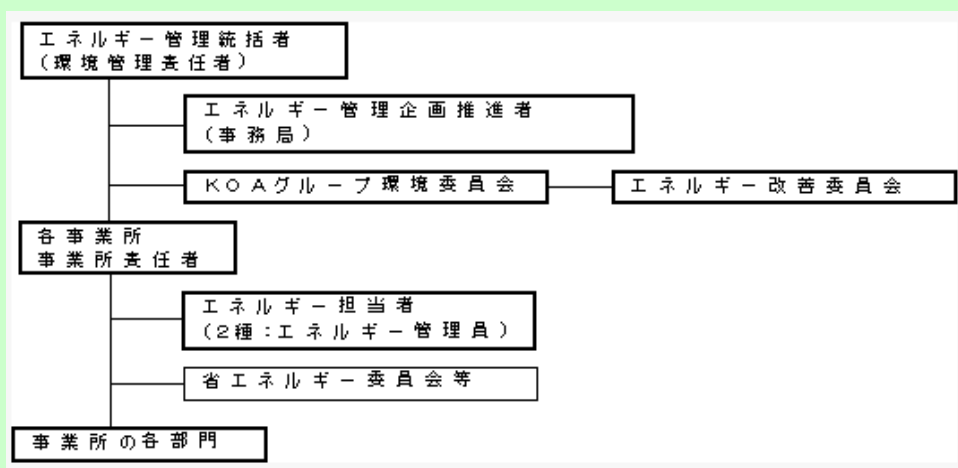 エネルギー管理統括者
(環境管理責任者)
エネルギー管理企画推進者
(事務局)
KOAグループ環境委員会
エネルギー改善委員会
各事業所
事業所責任者
エネルギー担当者
(2種:エネルギー管理員)
省エネルギー委員会等
事業所の各部門